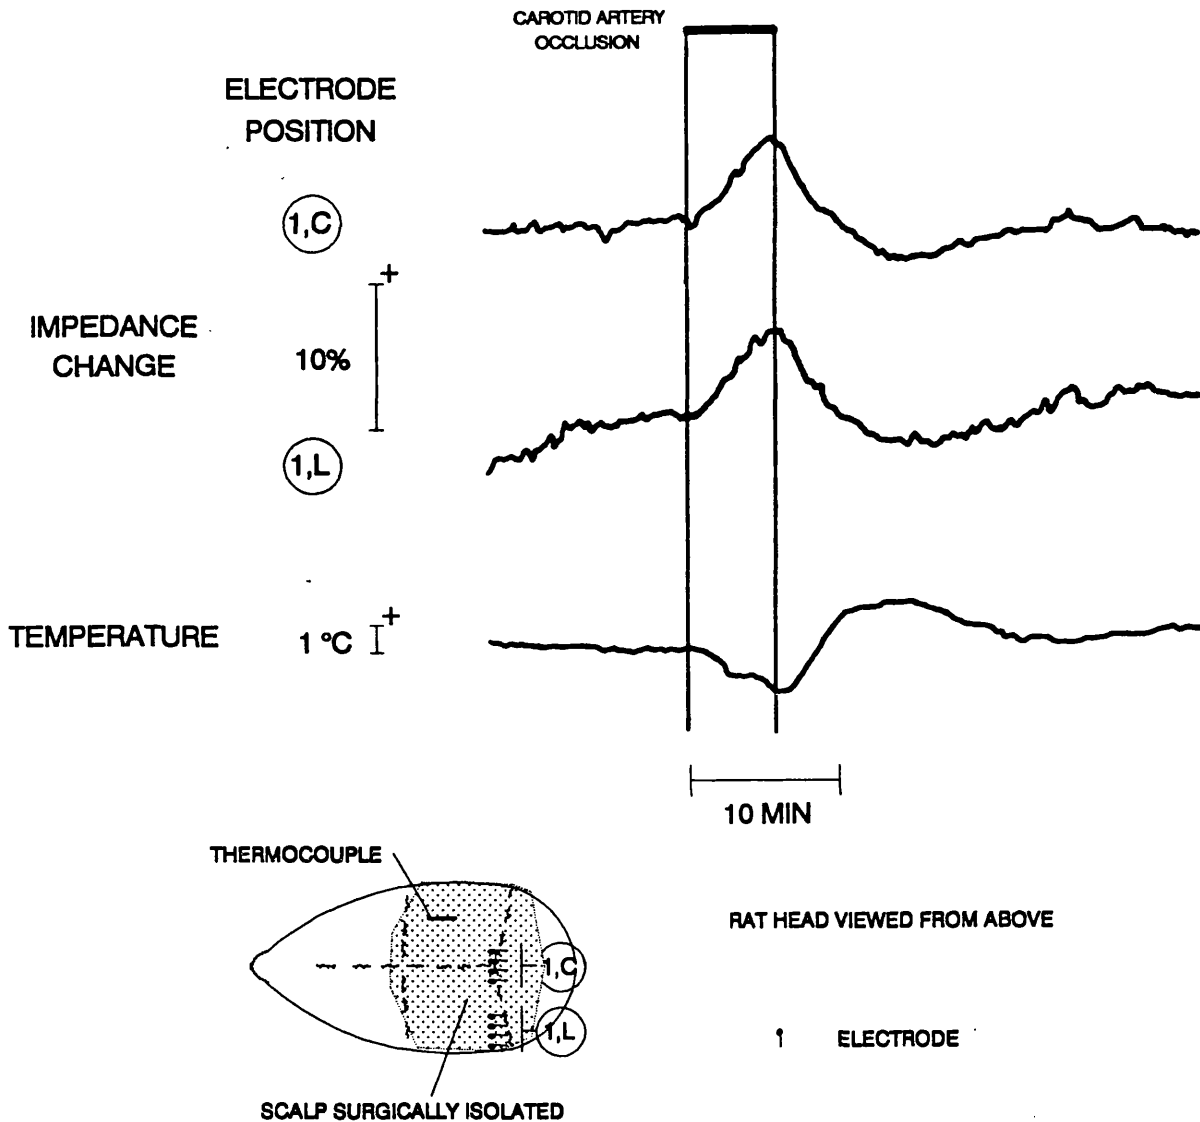 CAROTID ARTERY
OCCLUSION
ELECTRODE
POSITION
1,C
+
IMPEDANCE
CHANGE
10%
1,L
+
TEMPERATURE
1 °C
10 MIN
THERMOCOUPLE
RAT HEAD VIEWED FROM ABOVE
1,C
1,L
ELECTRODE
SCALP SURGICALLY ISOLATED